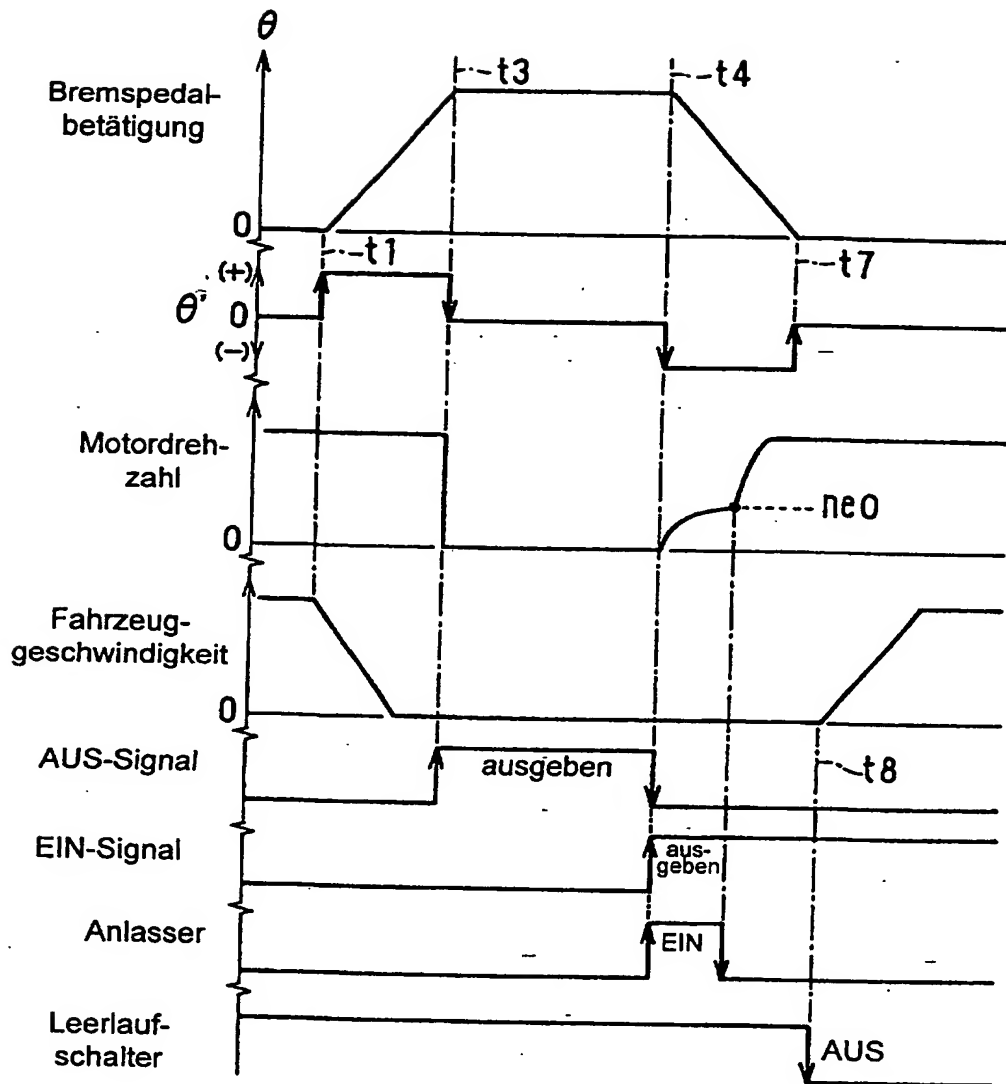 θ
t3
t4
Bremspedal-
betätigung
0
t1
t7
(+)
θ̇ 0
(-)
Motordreh-
zahl
neo
0
Fahrzeug-
geschwindigkeit
0
AUS-Signal
ausgeben
t8
EIN-Signal
aus-
geben
Anlasser
EIN
Leerlauf-
schalter
AUS